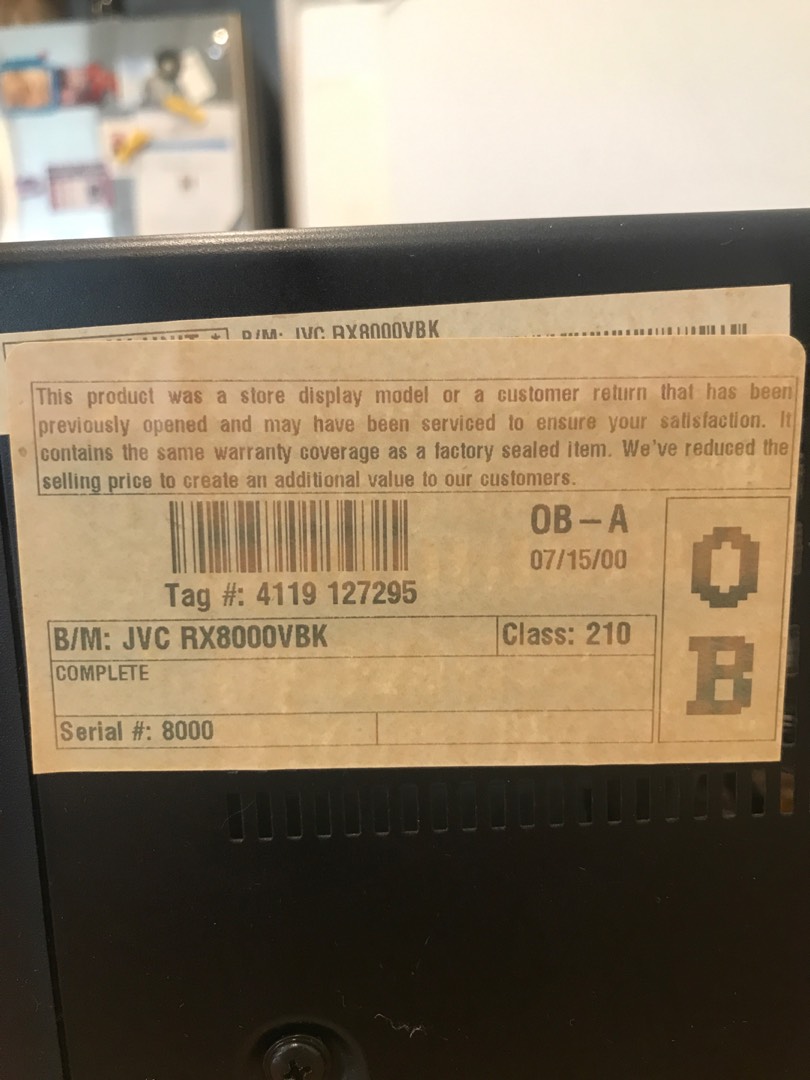 B/M: JVC RX8000VBK
This product was a store display model or a customer return that has been
previously opened and may have been serviced to ensure your satisfaction. It
contains the same warranty coverage as a factory sealed item. We've reduced the
selling price to create an additional value to our customers.
OB-A
07/15/00
Tag #: 4119 127295
O
B
B/M: JVC RX8000VBK
Class: 210
COMPLETE
Serial #: 8000